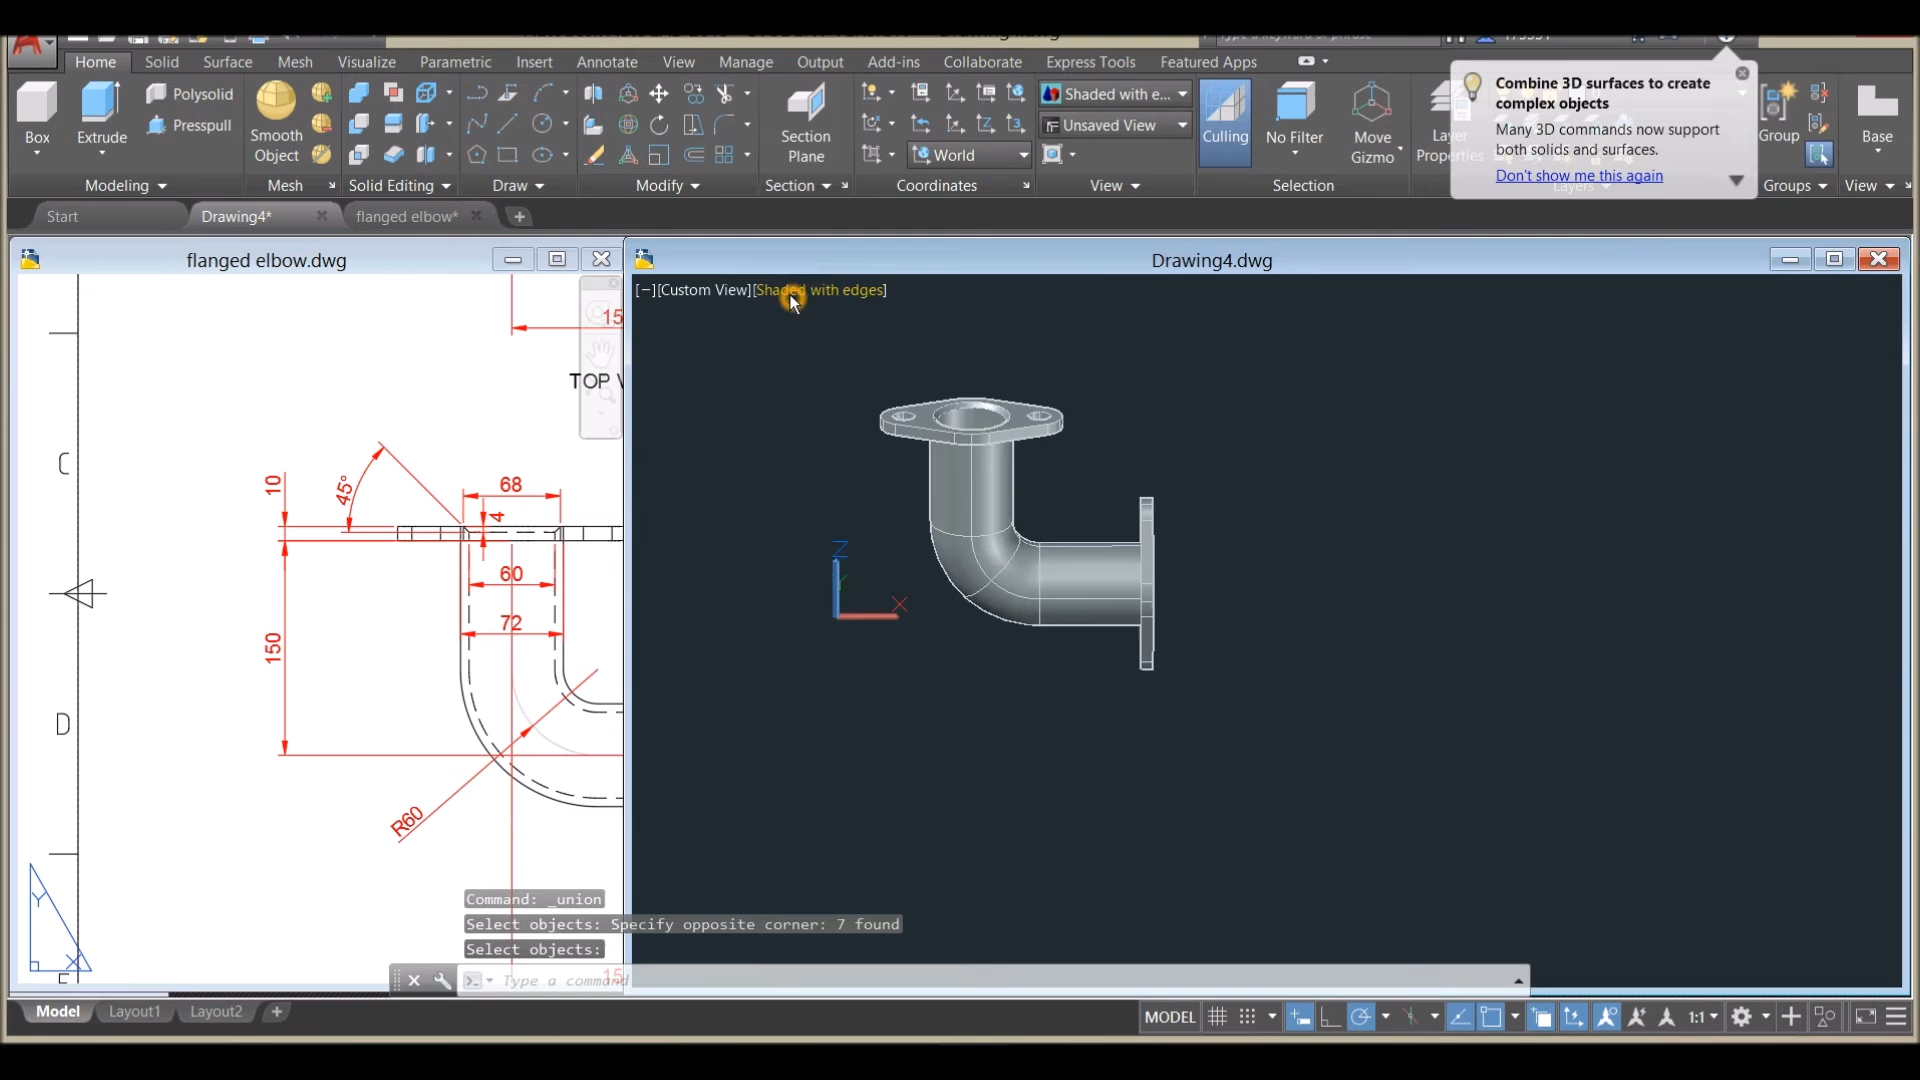 Home Solid Surface Mesh Visualize Parametric Insert Annotate View Manage Output Add-ins Collaborate Express Tools Featured Apps
Box
Extrude
Polysolid
Presspull
Smooth
Object
Section
Plane
World
Shaded with e...
Unsaved View
Culling
No Filter
Move
Gizmo
Layer
Properties
Group
Base
Modeling Mesh Solid Editing Draw Modify Section Coordinates View Selection Layers Groups View
Combine 3D surfaces to create
complex objects
Many 3D commands now support
both solids and surfaces.
Don't show me this again
Start Drawing4* flanged elbow*
flanged elbow.dwg
Drawing4.dwg
[−][Custom View][Shaded with edges]
15
TOP V
C
10
45°
68
4
60
72
150
D
R60
Z
X
Y
X
Command: _union
Select objects: Specify opposite corner: 7 found
Select objects:
Type a command
15
Model Layout1 Layout2
MODEL
1:1